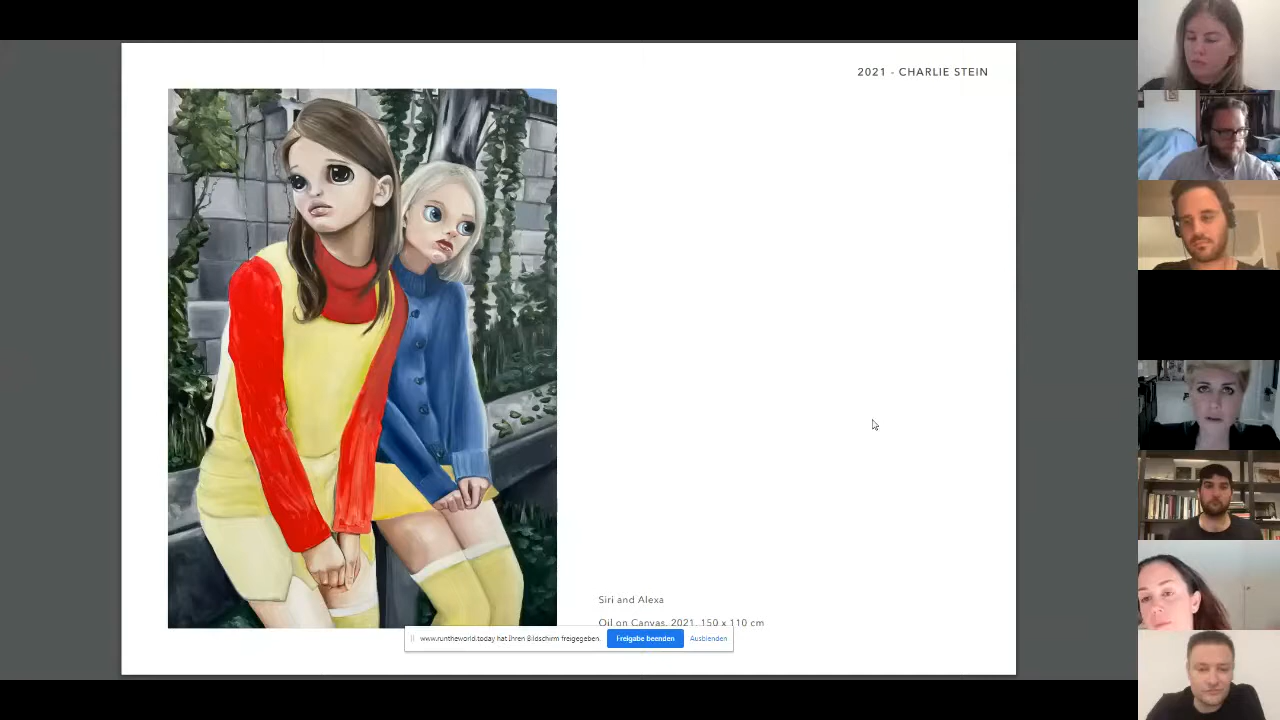 2021 - CHARLIE STEIN
Siri and Alexa
Oil on Canvas, 2021, 150 x 110 cm
www.runtheworld.today hat Ihren Bildschirm freigegeben.
Freigabe beenden
Ausblenden